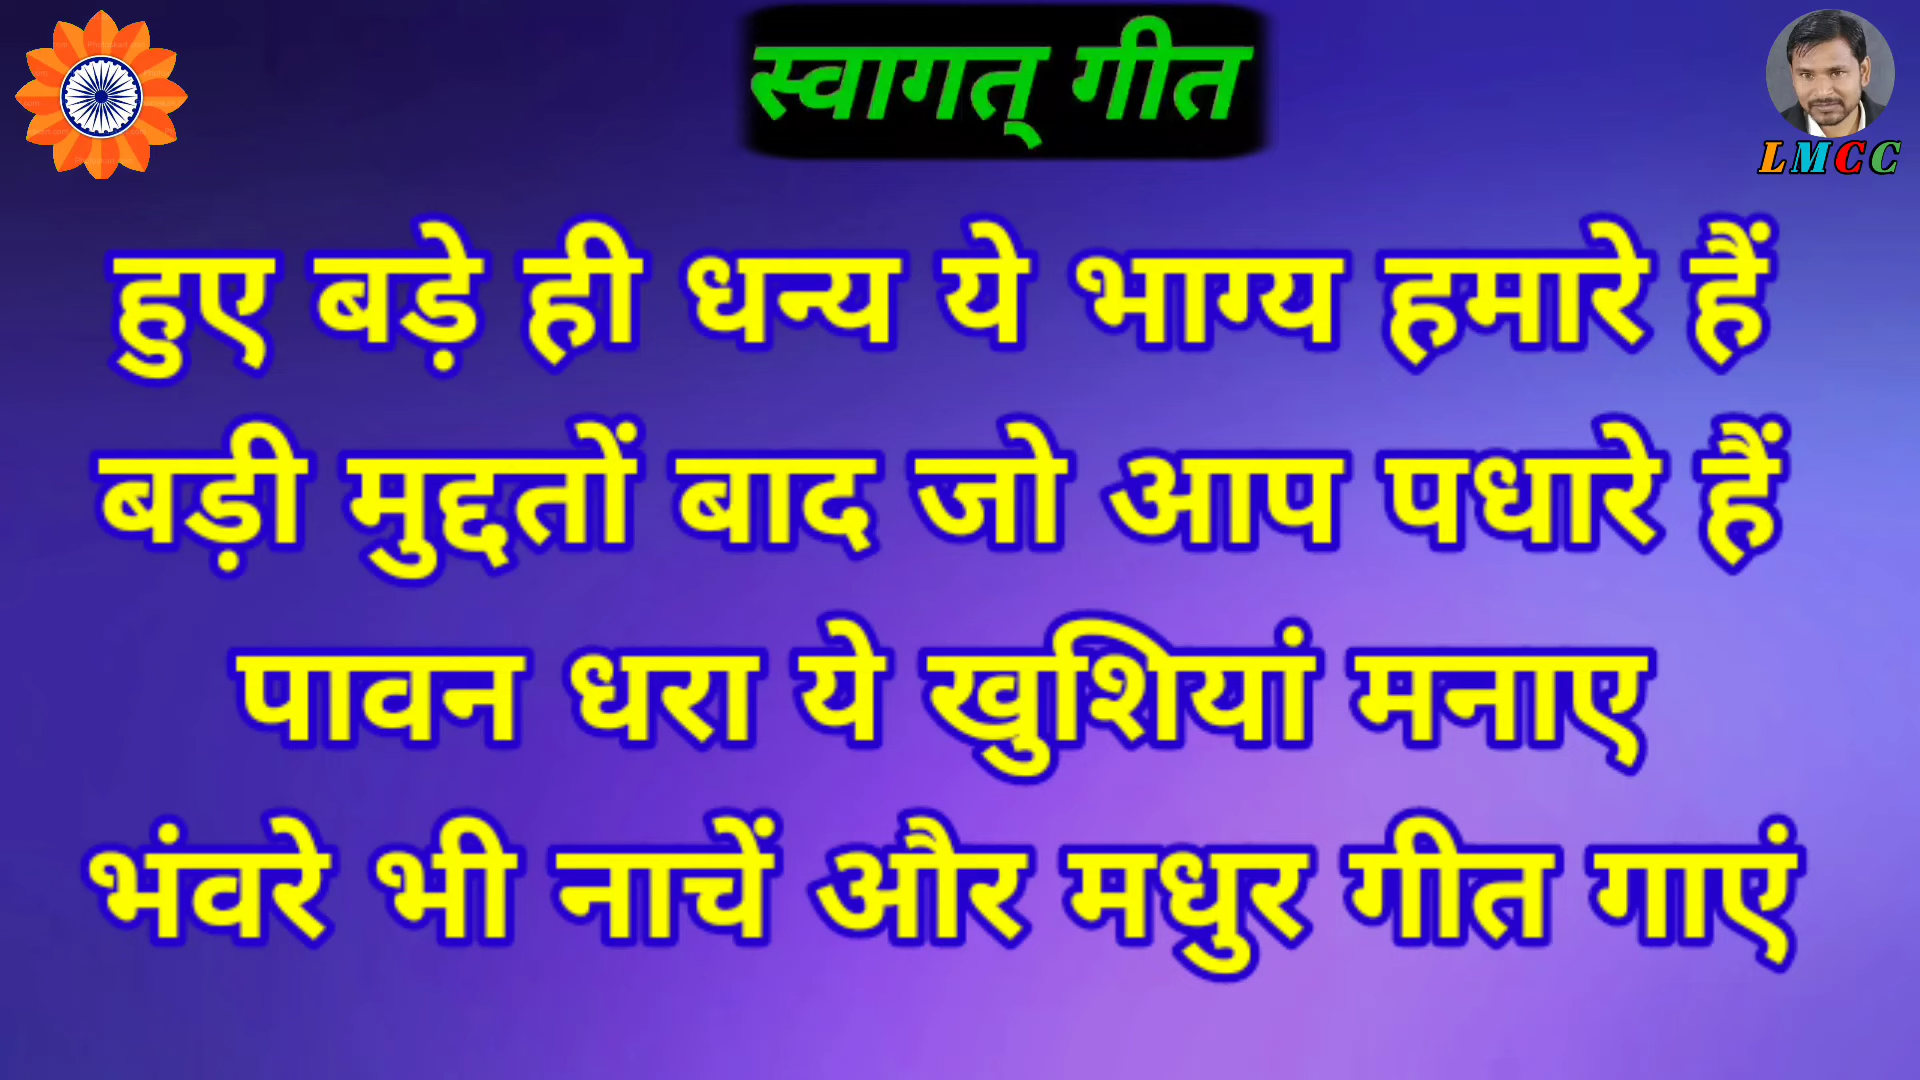 स्वागत् गीत
LMCC
हुए बड़े ही धन्य ये भाग्य हमारे हैं
बड़ी मुद्दतों बाद जो आप पधारे हैं
पावन धरा ये खुशियां मनाए
भंवरे भी नाचें और मधुर गीत गाएं